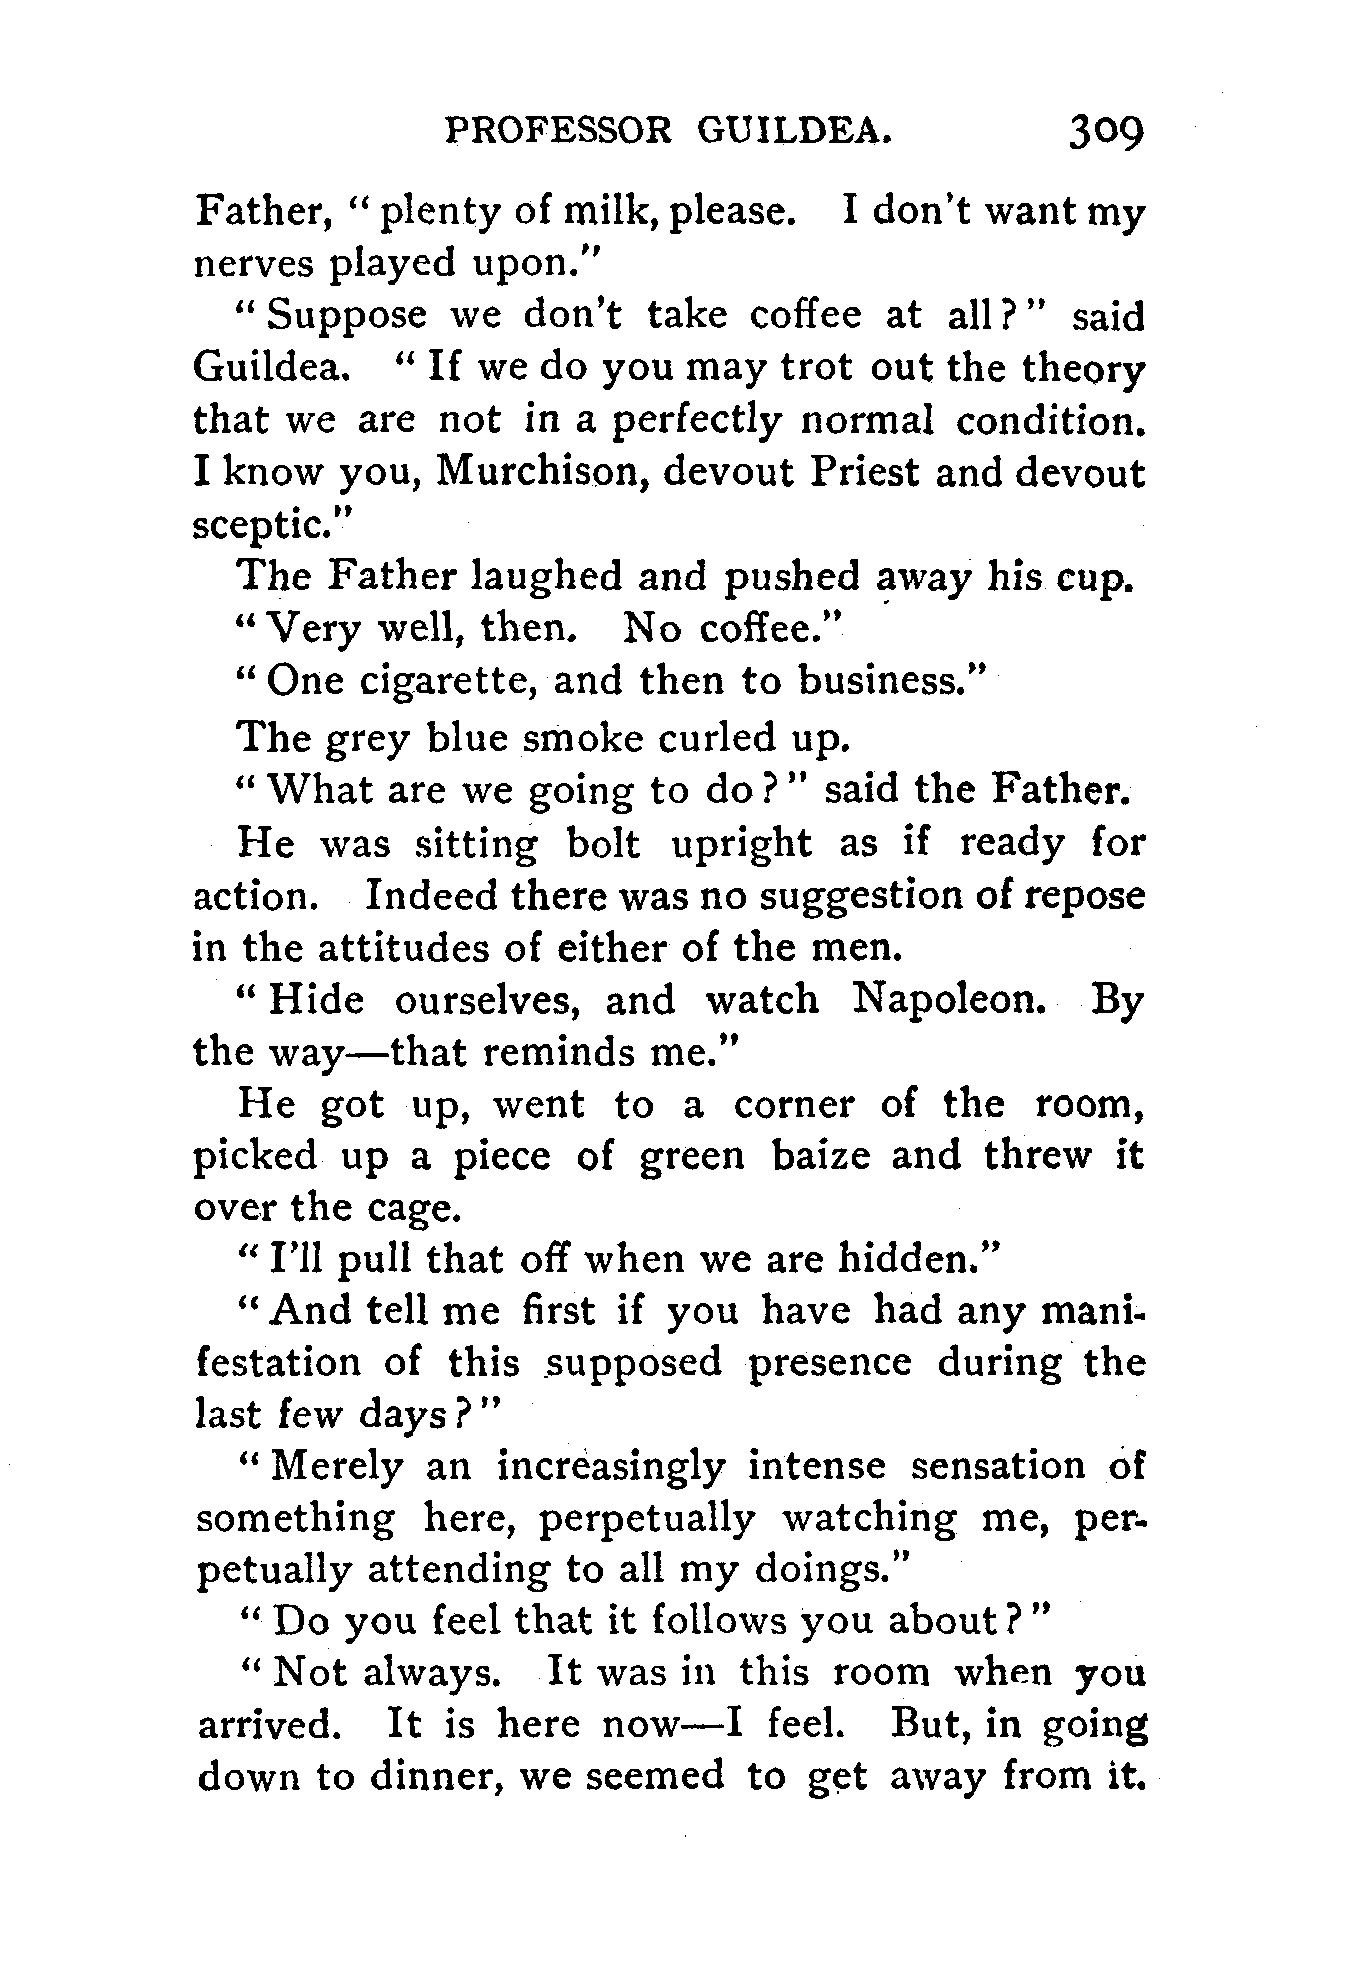 PROFESSOR GUILDEA. 309
Father, " plenty of milk, please. I don't want my
nerves played upon."
" Suppose we don't take coffee at all ? " said
Guildea. " If we do you may trot out the theory
that we are not in a perfectly normal condition.
I know you, Murchison, devout Priest and devout
sceptic."
The Father laughed and pushed away his cup.
" Very well, then. No coffee."
" One cigarette, and then to business."
The grey blue smoke curled up.
" What are we going to do ? " said the Father.
He was sitting bolt upright as if ready for
action. Indeed there was no suggestion of repose
in the attitudes of either of the men.
" Hide ourselves, and watch Napoleon. By
the way—that reminds me."
He got up, went to a corner of the room,
picked up a piece of green baize and threw it
over the cage.
" I'll pull that off when we are hidden."
" And tell me first if you have had any mani-
festation of this supposed presence during the
last few days ? "
" Merely an increasingly intense sensation of
something here, perpetually watching me, per-
petually attending to all my doings."
" Do you feel that it follows you about ? "
" Not always. It was in this room when you
arrived. It is here now—I feel. But, in going
down to dinner, we seemed to get away from it.